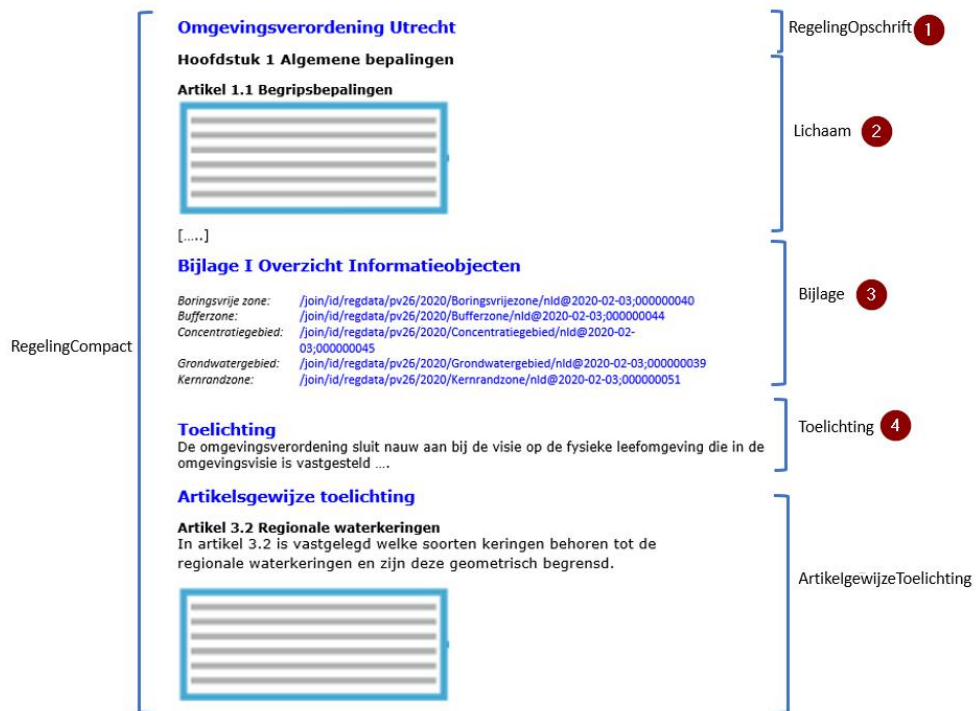 Omgevingsverordening Utrecht
RegelingOpschrift 1
Hoofdstuk 1 Algemene bepalingen
Artikel 1.1 Begripsbepalingen
Lichaam 2
[.....]
Bijlage I Overzicht Informatieobjecten
Boringsvrije zone: /join/id/regdata/pv26/2020/Boringsvrijezone/nld@2020-02-03;000000040
Bufferzone: /join/id/regdata/pv26/2020/Bufferzone/nld@2020-02-03;000000044
Bijlage 3
Concentratiegebied: /join/id/regdata/pv26/2020/Concentratiegebied/nld@2020-02-
03;000000045
RegelingCompact
Grondwatergebied: /join/id/regdata/pv26/2020/Grondwatergebied/nld@2020-02-03;000000039
Kernrandzone: /join/id/regdata/pv26/2020/Kernrandzone/nld@2020-02-03;000000051
Toelichting
Toelichting 4
De omgevingsverordening sluit nauw aan bij de visie op de fysieke leefomgeving die in de
omgevingsvisie is vastgesteld ....
Artikelsgewijze toelichting
Artikel 3.2 Regionale waterkeringen
In artikel 3.2 is vastgelegd welke soorten keringen behoren tot de
regionale waterkeringen en zijn deze geometrisch begrensd.
ArtikelgewijzeToelichting